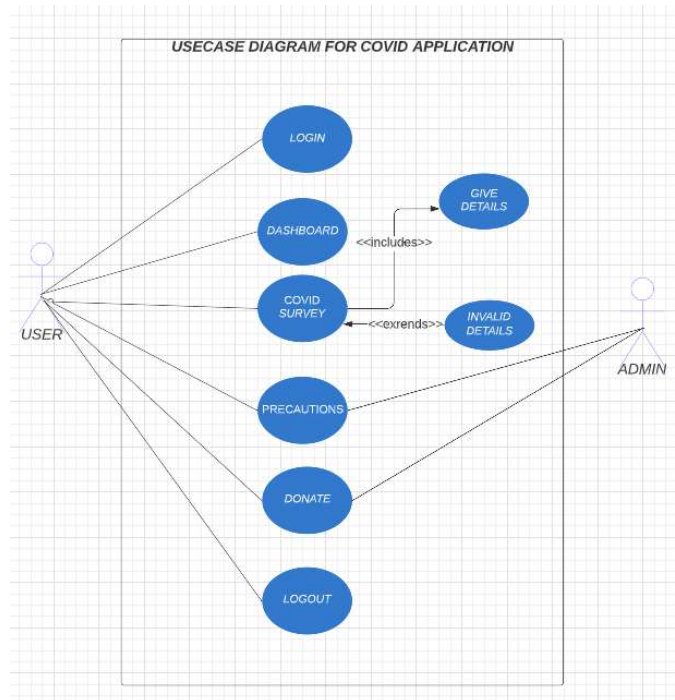 USECASE DIAGRAM FOR COVID APPLICATION
LOGIN
GIVE
DETAILS
DASHBOARD
<<includes>>
COVID
SURVEY
<<exrends>>
INVALID
DETAILS
USER
ADMIN
PRECAUTIONS
DONATE
LOGOUT